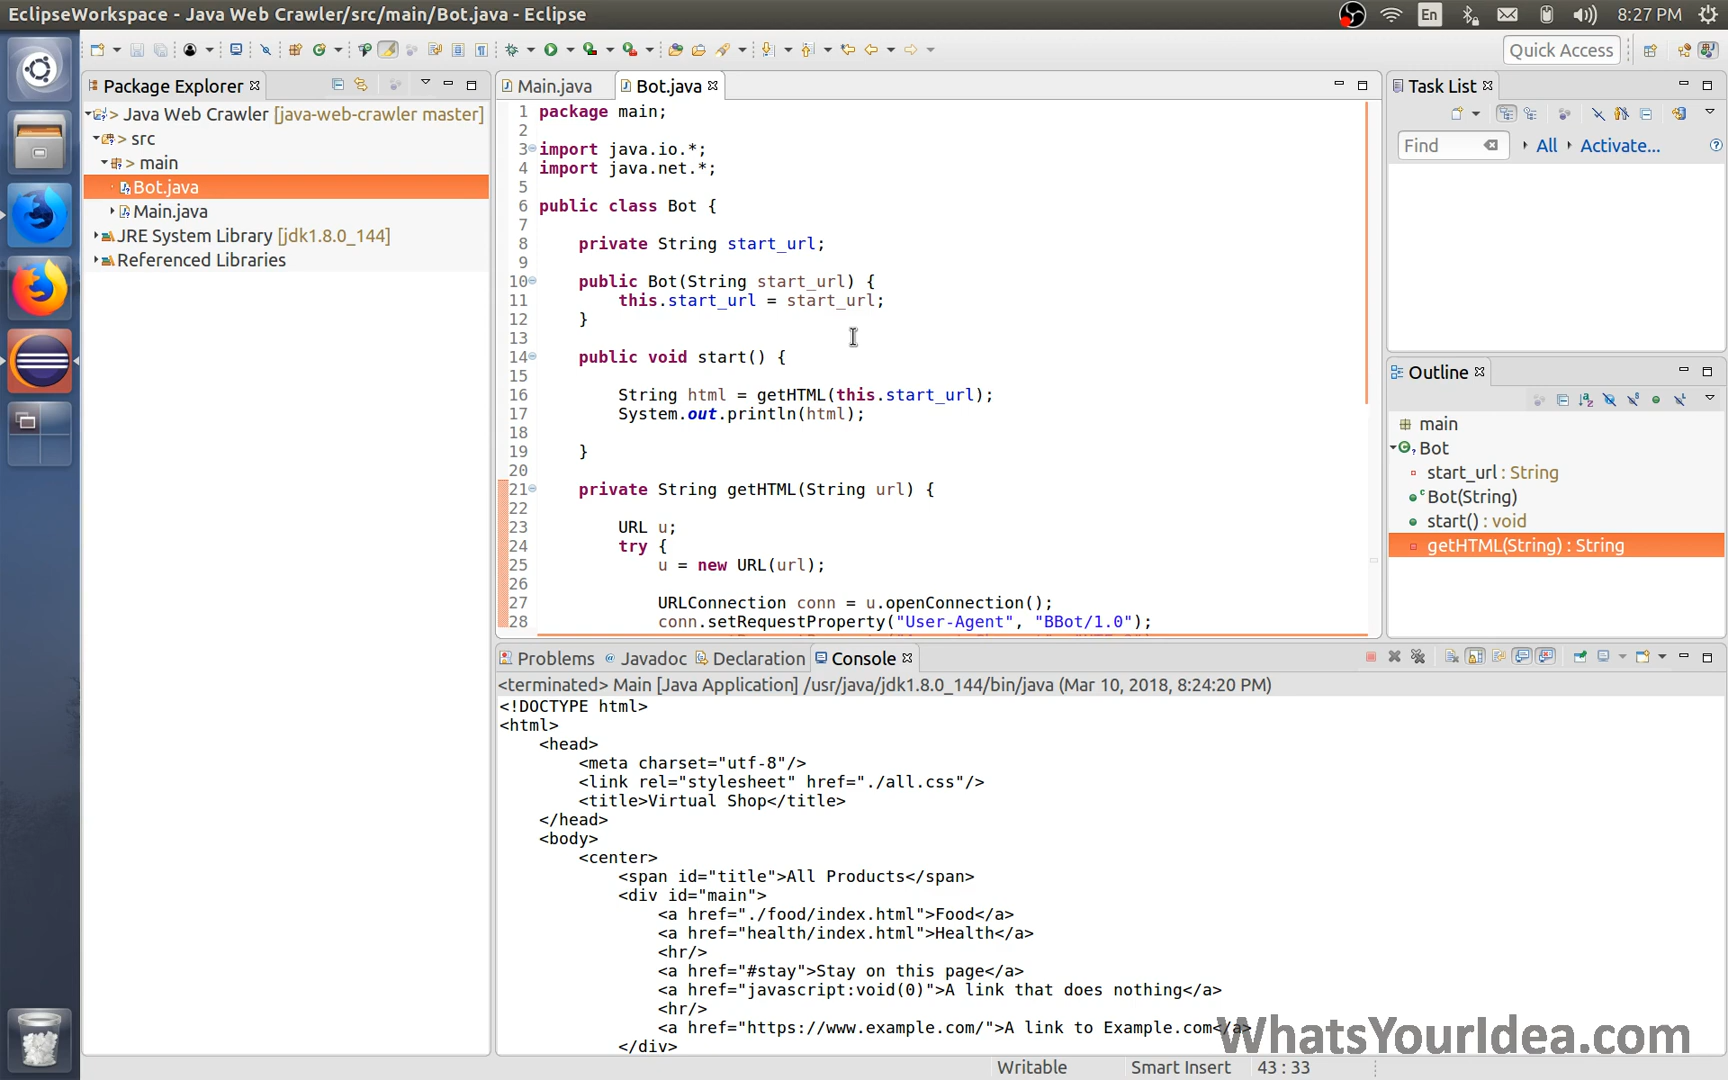 EclipseWorkspace - Java Web Crawler/src/main/Bot.java - Eclipse
En
8:27 PM
Quick Access
Package Explorer
> Java Web Crawler [java-web-crawler master]
> src
> main
Bot.java
Main.java
JRE System Library [jdk1.8.0_144]
Referenced Libraries
Main.java
Bot.java
1 package main;
2
3 import java.io.*;
4 import java.net.*;
5
6 public class Bot {
7
8 private String start_url;
9
10 public Bot(String start_url) {
11 this.start_url = start_url;
12 }
13
14 public void start() {
15
16 String html = getHTML(this.start_url);
17 System.out.println(html);
18
19 }
20
21 private String getHTML(String url) {
22
23 URL u;
24 try {
25 u = new URL(url);
26
27 URLConnection conn = u.openConnection();
28 conn.setRequestProperty("User-Agent", "BBot/1.0");
Task List
Find
All
Activate...
Outline
main
Bot
start_url : String
Bot(String)
start() : void
getHTML(String) : String
Problems
@ Javadoc
Declaration
Console
<terminated> Main [Java Application] /usr/java/jdk1.8.0_144/bin/java (Mar 10, 2018, 8:24:20 PM)
<!DOCTYPE html>
<html>
<head>
<meta charset="utf-8"/>
<link rel="stylesheet" href="./all.css"/>
<title>Virtual Shop</title>
</head>
<body>
<center>
<span id="title">All Products</span>
<div id="main">
<a href="./food/index.html">Food</a>
<a href="health/index.html">Health</a>
<hr/>
<a href="#stay">Stay on this page</a>
<a href="javascript:void(0)">A link that does nothing</a>
<hr/>
<a href="https://www.example.com/">A link to Example.com</a>
</div>
WhatsYourIdea.com
Writable
Smart Insert
43 : 33